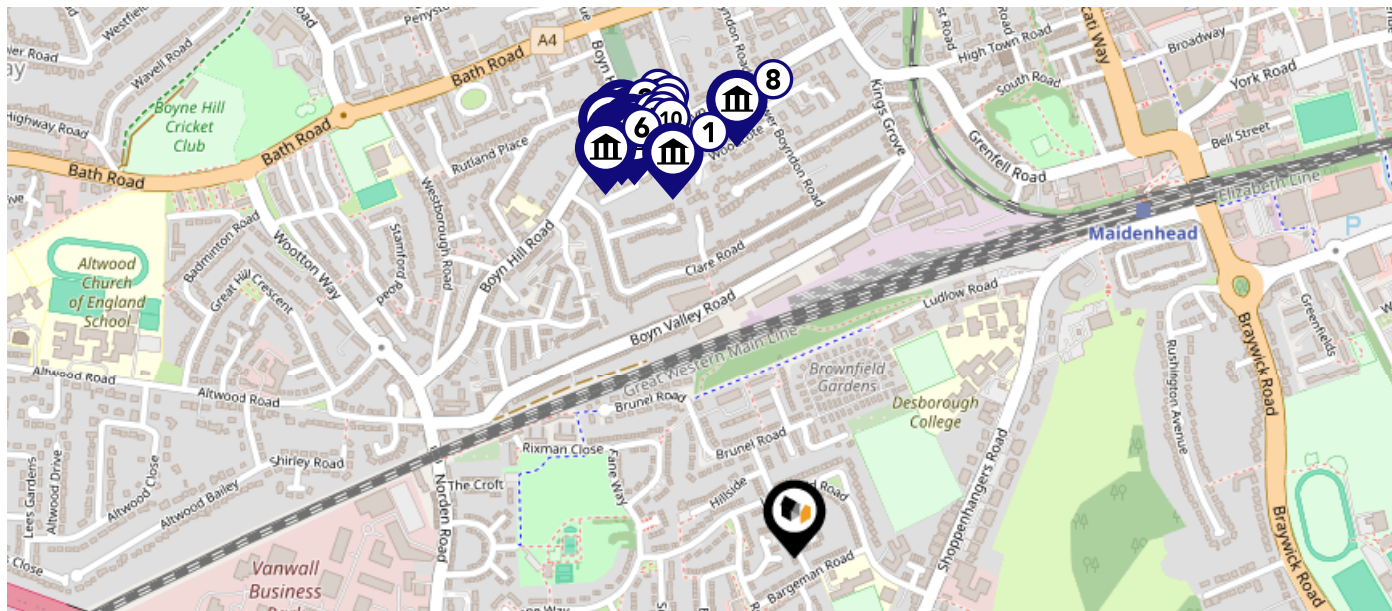 A4
Bath Road
Broadway
High Town Road
York Road
Wavell Road
South Road
Boyne Hill
Cricket
Club
Highway Road
Kings Grove
8
6
10
1
Bell Street
Bath Road
Rutland Place
Grenfell Road
Bath Road
Westborough Road
Elizabeth Line
P
Badminton Road
Maidenhead
Altwood
Church
of England
School
Wootton Way
Stamford Road
Boyn Hill Road
Clare Road
Great Hill Crescent
Ludlow Road
Boyn Valley Road
Greenfields
Braywick Road
Great Western Main Line
Rushington Avenue
Altwood Road
Altwood Road
Brownfield
Gardens
Brunel Road
Desborough
College
Rixman Close
Brunel Road
Shirley Road
Lees Gardens
Altwood Drive
Altwood Close
Altwood Bailey
The Croft
Norden Road
Hillside
Road
Shoppenhangers Road
Braywick Road
Close
Bargeman Road
Vanwall
Business